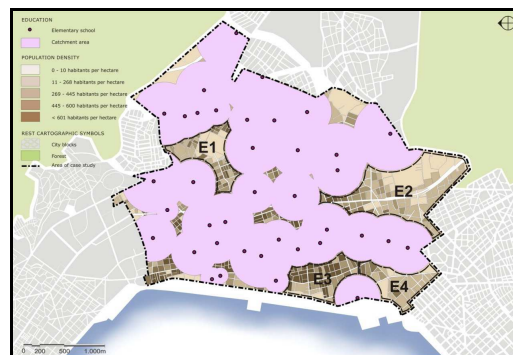 EDUCATION
Elementary school
Catchment area
POPULATION DENSITY
0 - 10 habitants per hectare
11 - 268 habitants per hectare
269 - 445 habitants per hectare
445 - 600 habitants per hectare
< 601 habitants per hectare
REST CARTOGRAPHIC SYMBOLS
City blocks
Forest
Area of case study
E1
E2
E3
E4
0 200 500 1.000m